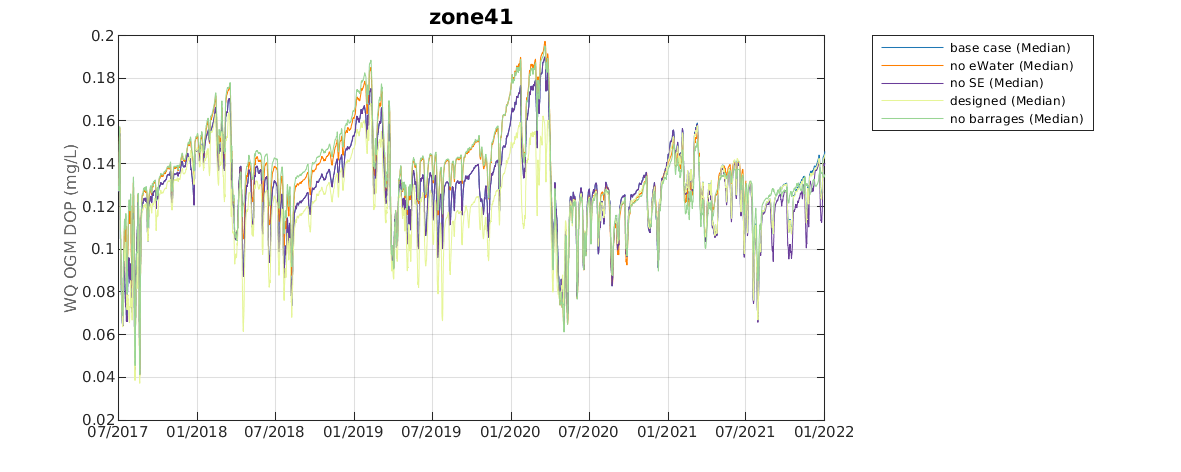 zone41
WQ OGM DOP (mg/L)
0.2
0.18
0.16
0.14
0.12
0.1
0.08
0.06
0.04
0.02
07/2017 01/2018 07/2018 01/2019 07/2019 01/2020 07/2020 01/2021 07/2021 01/2022
base case (Median)
no eWater (Median)
no SE (Median)
designed (Median)
no barrages (Median)